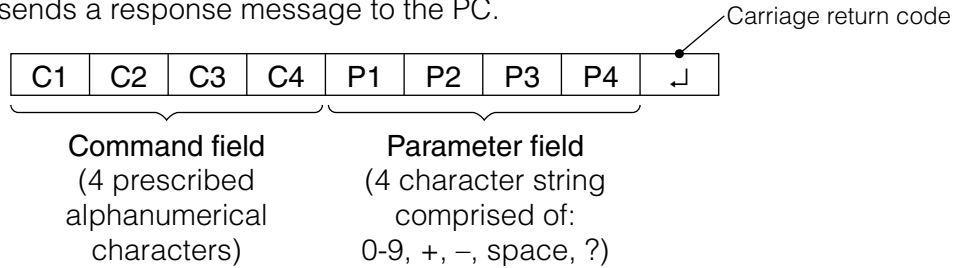 sends a response message to the PC.
Carriage return code
C1 C2 C3 C4 P1 P2 P3 P4 ↵
Command field
(4 prescribed
alphanumerical
characters)
Parameter field
(4 character string
comprised of:
0-9, +, –, space, ?)